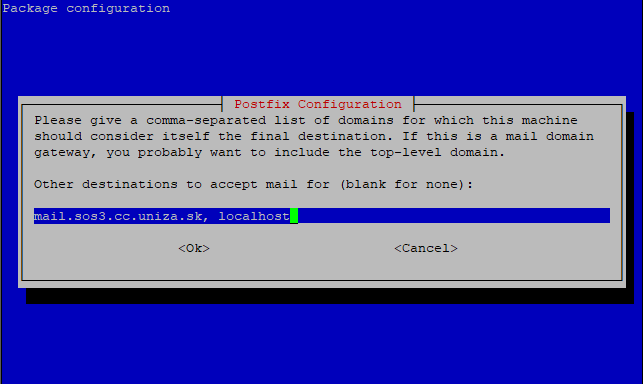 Package configuration
Postfix Configuration
Please give a comma-separated list of domains for which this machine
should consider itself the final destination. If this is a mail domain
gateway, you probably want to include the top-level domain.
Other destinations to accept mail for (blank for none):
mail.sos3.cc.uniza.sk, localhost
<Ok> <Cancel>